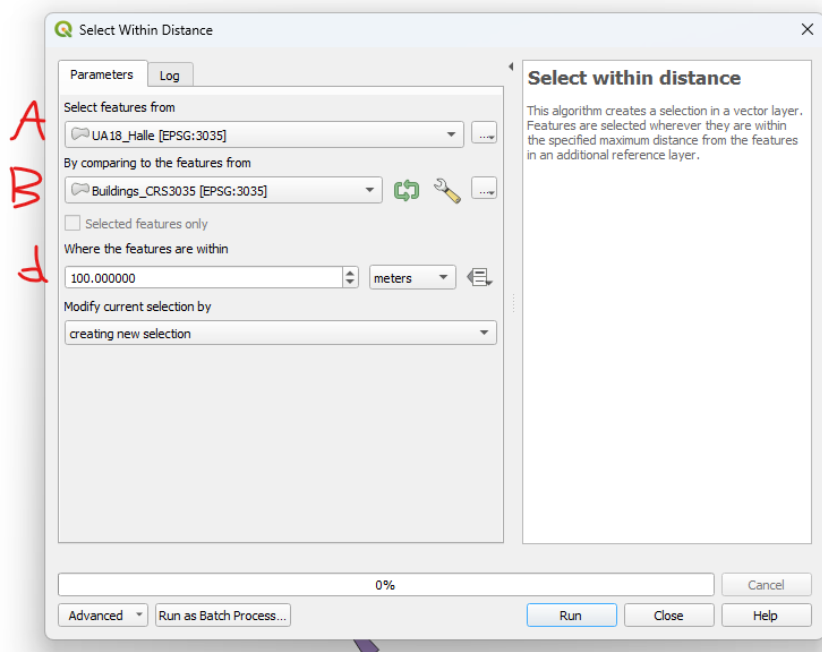 Select Within Distance
Parameters
Log
Select features from
A
UA18_Halle [EPSG:3035]
...
By comparing to the features from
B
Buildings_CRS3035 [EPSG:3035]
...
Selected features only
Where the features are within
d
100.000000
meters
Modify current selection by
creating new selection
Select within distance
This algorithm creates a selection in a vector layer.
Features are selected wherever they are within
the specified maximum distance from the features
in an additional reference layer.
0%
Cancel
Advanced
Run as Batch Process...
Run
Close
Help